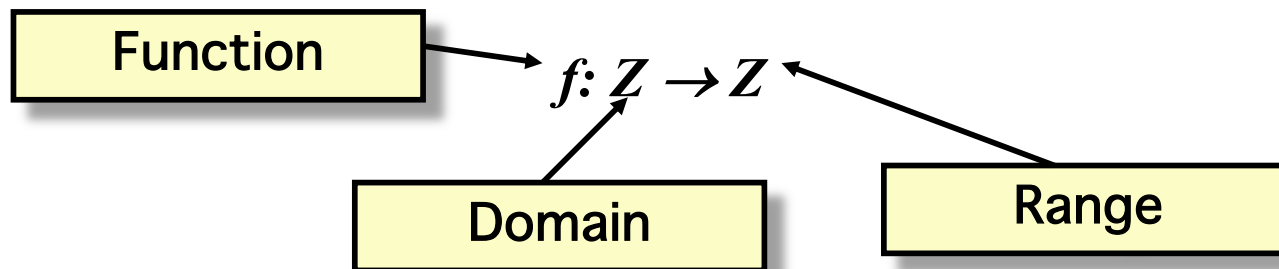 Function
f: Z → Z
Domain
Range